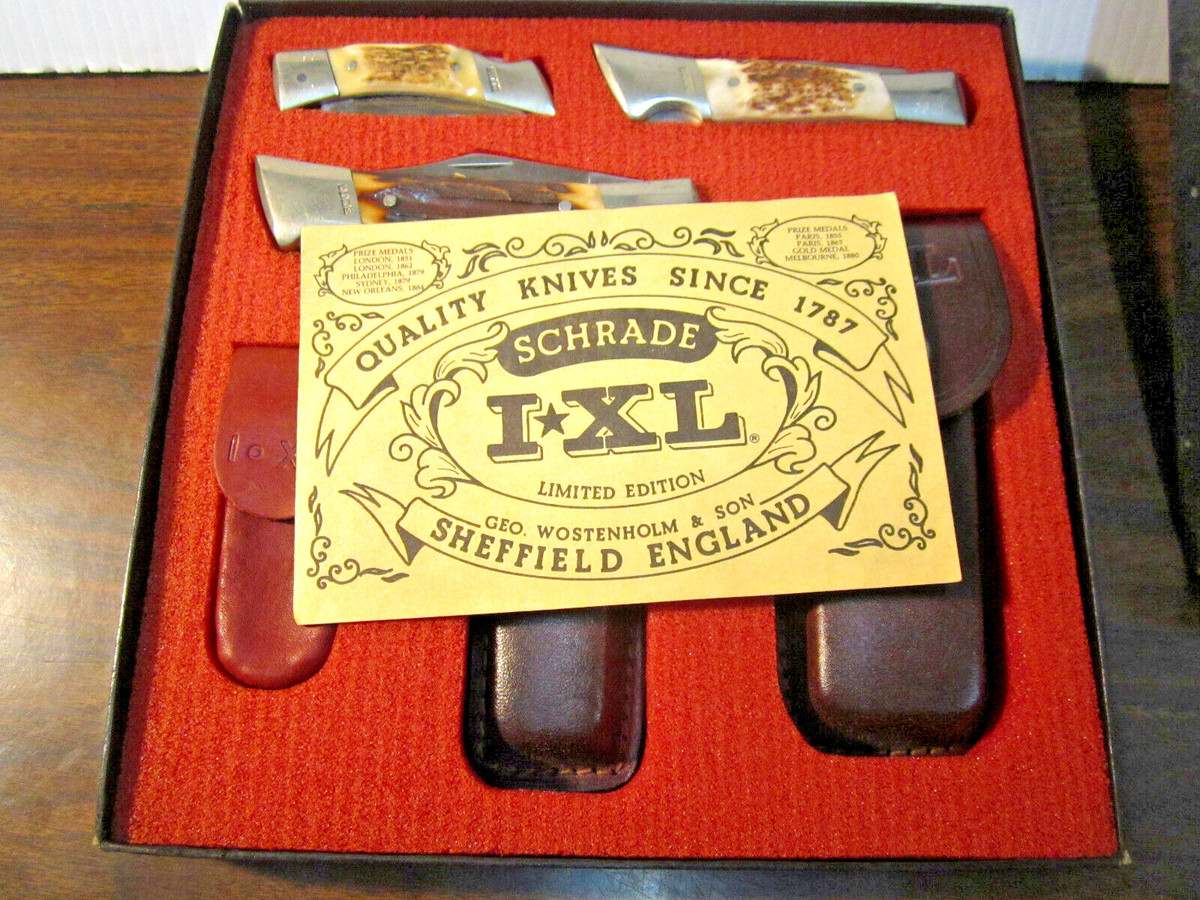 PRIZE MEDALS
LONDON, 1851
LONDON, 1862
PHILADELPHIA, 1879
SYDNEY, 1879
NEW ORLEANS, 1884
PRIZE MEDALS
PARIS, 1855
PARIS, 1867
GOLD MEDAL
MELBOURNE, 1880
QUALITY KNIVES SINCE 1787
SCHRADE
I★XL®
LIMITED EDITION
GEO. WOSTENHOLM & SON
SHEFFIELD ENGLAND
I∘X